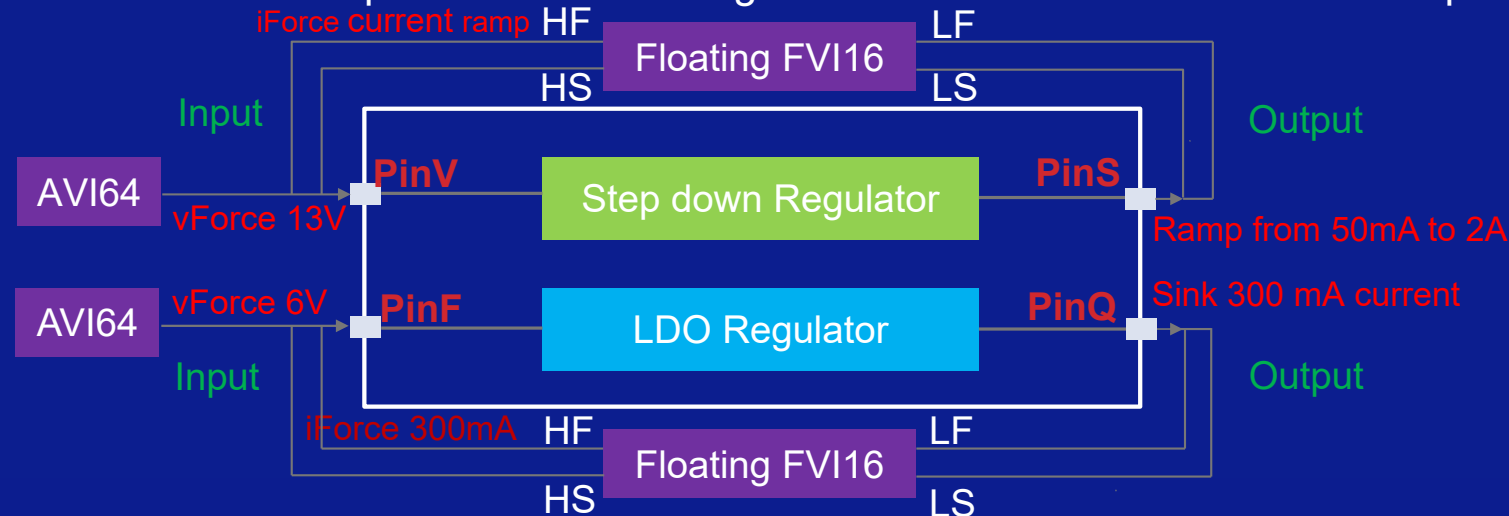 iForce current ramp
HF
LF
Floating FVI16
HS
LS
Input
Output
AVI64
PinV
Step down Regulator
PinS
vForce 13V
Ramp from 50mA to 2A
AVI64
vForce 6V
PinF
LDO Regulator
PinQ
Sink 300 mA current
Input
Output
iForce 300mA
HF
LF
Floating FVI16
HS
LS